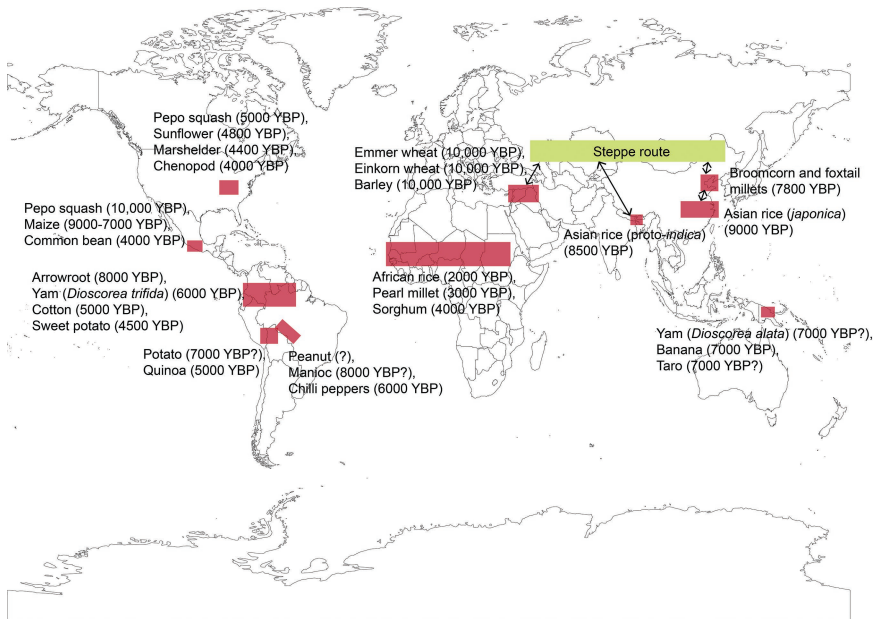 Pepo squash (5000 YBP),
Sunflower (4800 YBP),
Marshelder (4400 YBP)
Chenopod (4000 YBP)
Pepo squash (10,000 YBP),
Maize (9000-7000 YBP),
Common bean (4000 YBP)
Arrowroot (8000 YBP)
Yam (Dioscorea trifida) (6000 YBP),
Cotton (5000 YBP)
Sweet potato (4500 YBP)
Potato (7000 YBP?),
Quinoa (5000 YBP)
Peanut (?),
Manioc (8000 YBP?),
Chilli peppers (6000 YBP)
Emmer wheat (10,000 YBP),
Einkorn wheat (10,000 YBP),
Barley (10,000 YBP)
Steppe route
African rice (2000 YBP),
Pearl millet (3000 YBP),
Sorghum (4000 YBP)
Asian rice (proto-indica)
(8500 YBP)
Broomcorn and foxtail
millets (7800 YBP)
Asian rice (japonica)
(9000 YBP)
Yam (Dioscorea alata) (7000 YBP?),
Banana (7000 YBP),
Taro (7000 YBP?)